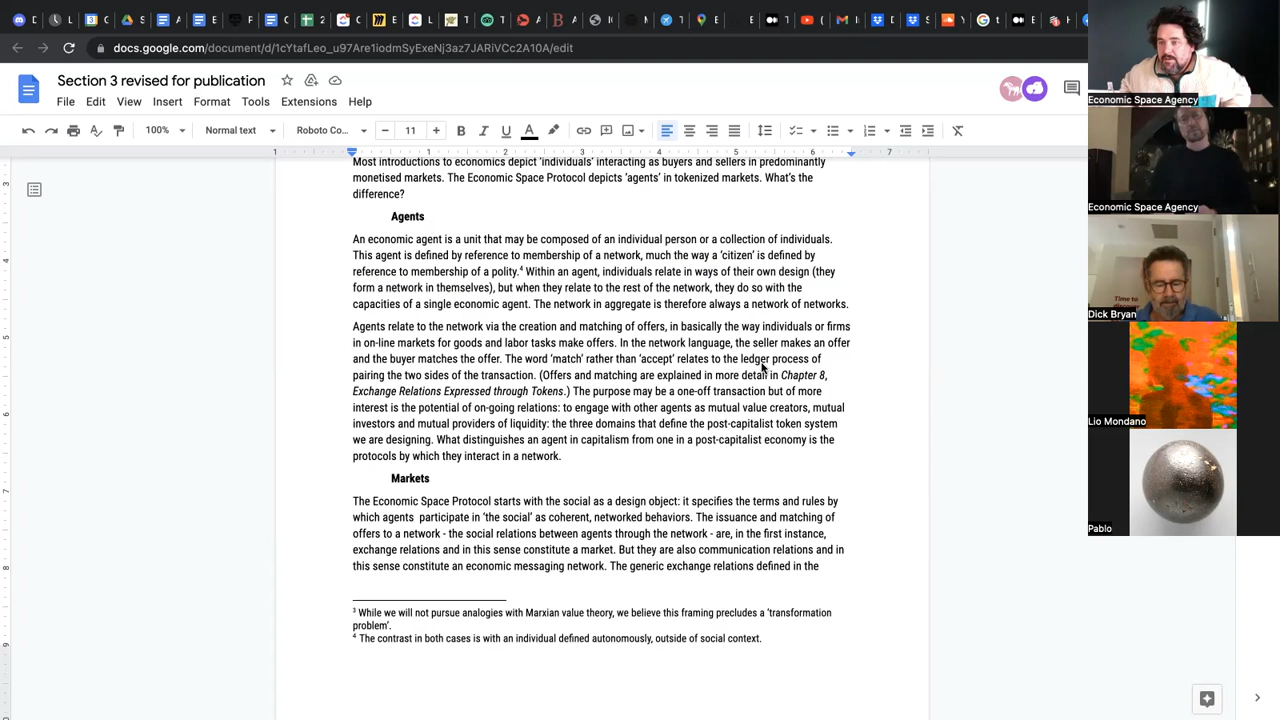 docs.google.com/document/d/1cYtafLeo_u97Are1iodmSyExeNj3az7JARiVCc2A10A/edit
Section 3 revised for publication
File Edit View Insert Format Tools Extensions Help
100% Normal text Roboto Co... 11
1 1 2 3 4 5 6 7
Most introductions to economics depict ‘individuals’ interacting as buyers and sellers in predominantly
monetised markets. The Economic Space Protocol depicts ‘agents’ in tokenized markets. What’s the
difference?
Agents
An economic agent is a unit that may be composed of an individual person or a collection of individuals.
This agent is defined by reference to membership of a network, much the way a ‘citizen’ is defined by
reference to membership of a polity.4 Within an agent, individuals relate in ways of their own design (they
form a network in themselves), but when they relate to the rest of the network, they do so with the
capacities of a single economic agent. The network in aggregate is therefore always a network of networks.
Agents relate to the network via the creation and matching of offers, in basically the way individuals or firms
in on-line markets for goods and labor tasks make offers. In the network language, the seller makes an offer
and the buyer matches the offer. The word ‘match’ rather than ‘accept’ relates to the ledger process of
pairing the two sides of the transaction. (Offers and matching are explained in more detail in Chapter 8,
Exchange Relations Expressed through Tokens.) The purpose may be a one-off transaction but of more
interest is the potential of on-going relations: to engage with other agents as mutual value creators, mutual
investors and mutual providers of liquidity: the three domains that define the post-capitalist token system
we are designing. What distinguishes an agent in capitalism from one in a post-capitalist economy is the
protocols by which they interact in a network.
Markets
The Economic Space Protocol starts with the social as a design object: it specifies the terms and rules by
which agents  participate in ‘the social’ as coherent, networked behaviors. The issuance and matching of
offers to a network - the social relations between agents through the network - are, in the first instance,
exchange relations and in this sense constitute a market. But they are also communication relations and in
this sense constitute an economic messaging network. The generic exchange relations defined in the
3 While we will not pursue analogies with Marxian value theory, we believe this framing precludes a ‘transformation
problem’.
4 The contrast in both cases is with an individual defined autonomously, outside of social context.
Economic Space Agency
Economic Space Agency
Time to
Dick Bryan
Lio Mondano
Pablo